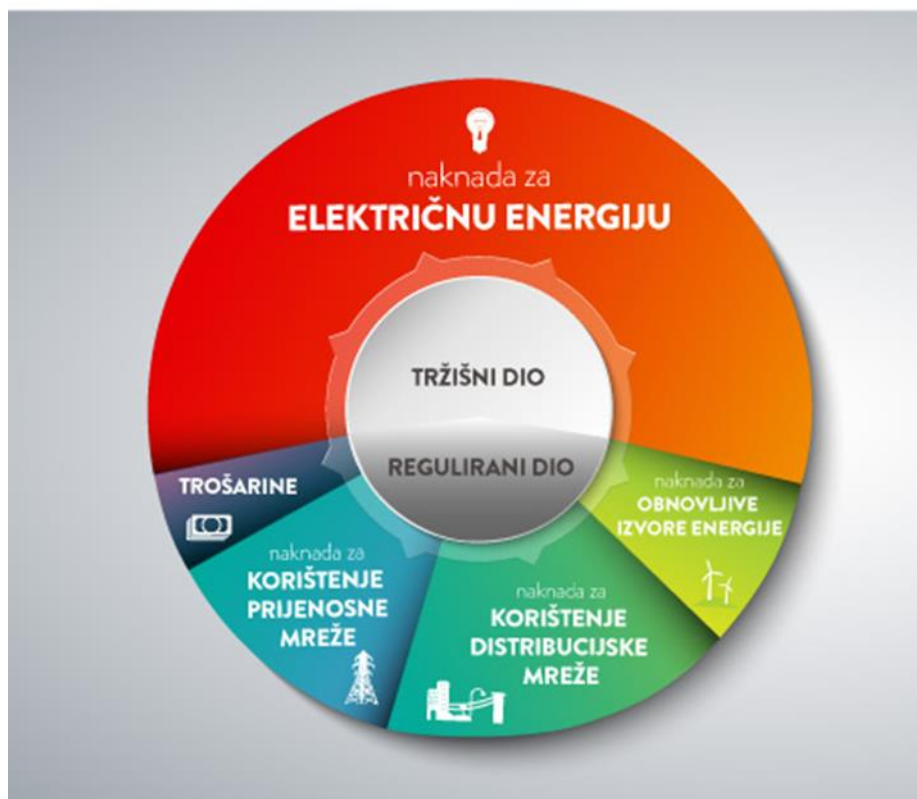 naknada za
ELEKTRIČNU ENERGIJU
TRŽIŠNI DIO
REGULIRANI DIO
TROŠARINE
naknada za
KORIŠTENJE
PRIJENOSNE
MREŽE
naknada za
KORIŠTENJE
DISTRIBUCIJSKE
MREŽE
naknada za
OBNOVLJIVE
IZVORE ENERGIJE